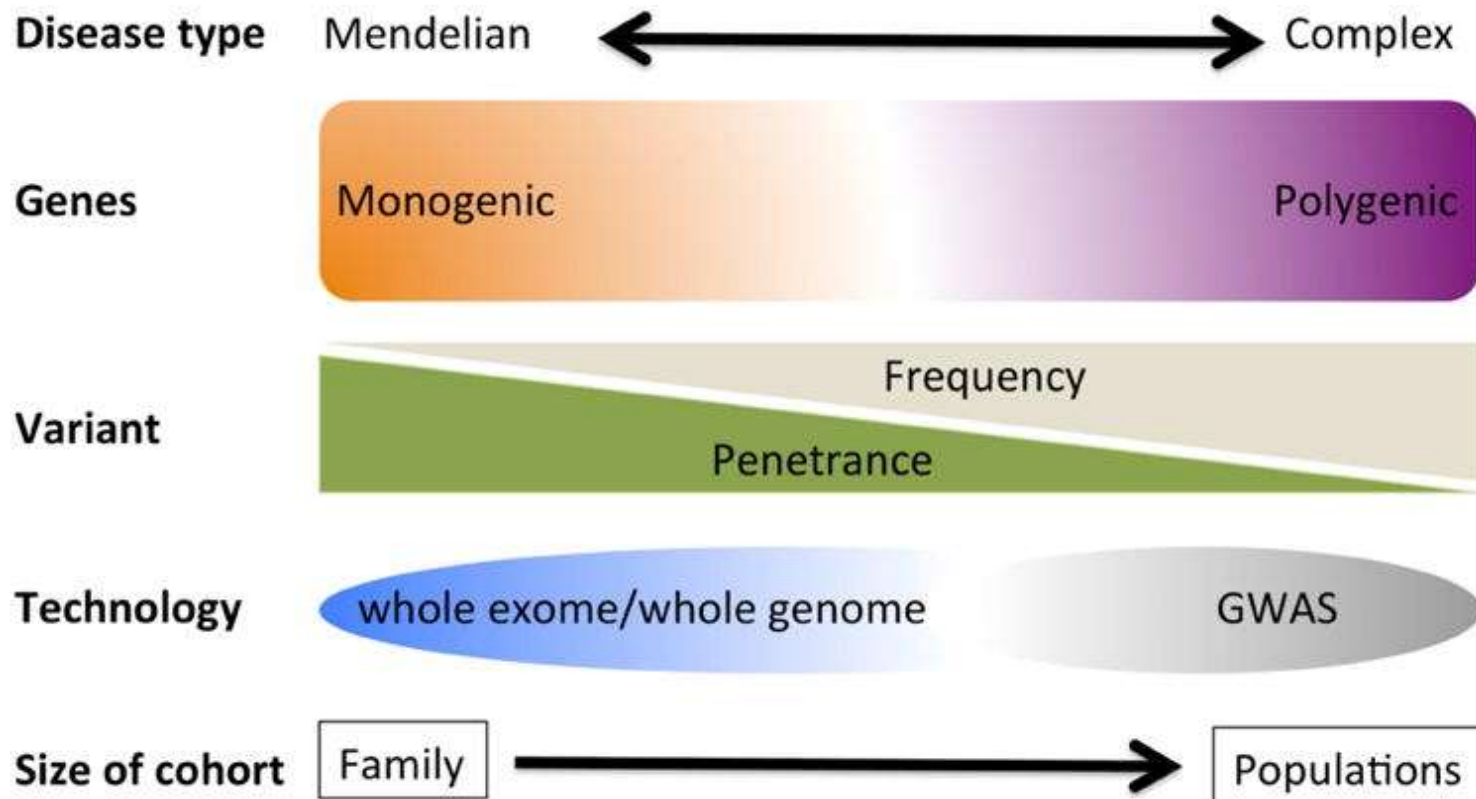 Disease type Mendelian Complex
Genes Monogenic Polygenic
Frequency
Variant
Penetrance
Technology whole exome/whole genome GWAS
Size of cohort Family Populations